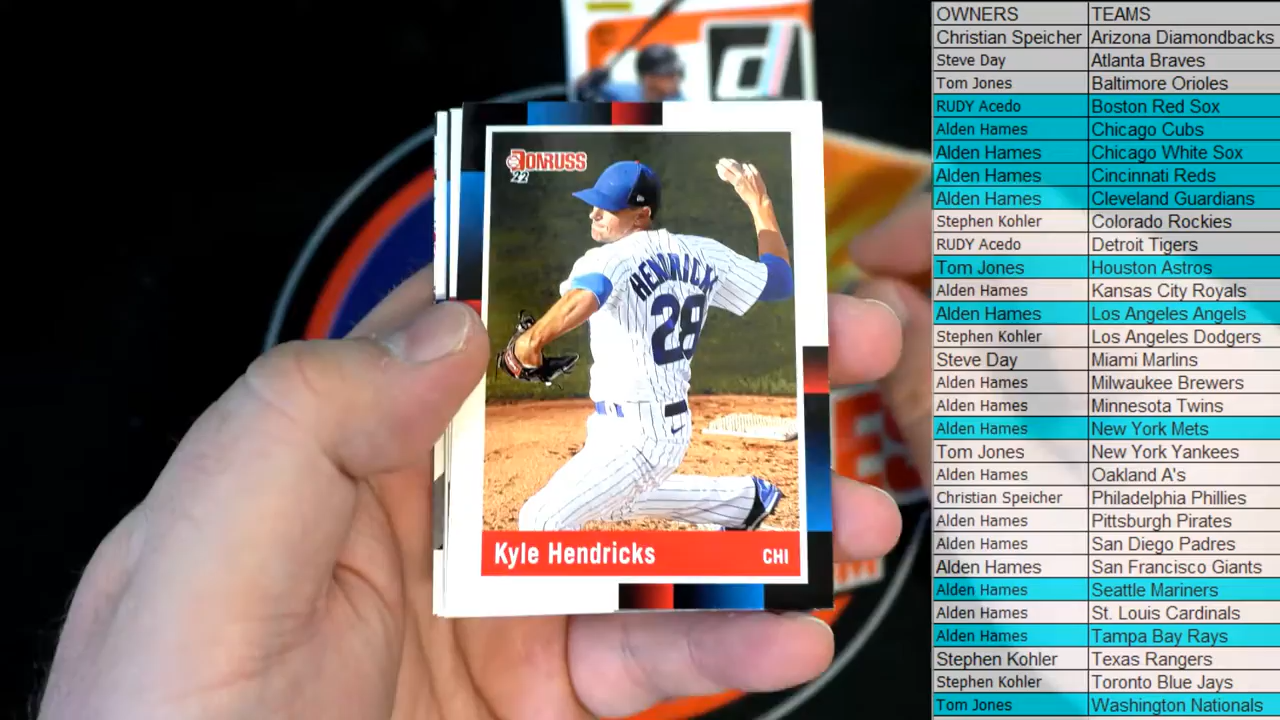 DONRUSS
22
HENDRICK
28
Kyle Hendricks CHI
OWNERS TEAMS
Christian Speicher Arizona Diamondbacks
Steve Day Atlanta Braves
Tom Jones Baltimore Orioles
RUDY Acedo Boston Red Sox
Alden Hames Chicago Cubs
Alden Hames Chicago White Sox
Alden Hames Cincinnati Reds
Alden Hames Cleveland Guardians
Stephen Kohler Colorado Rockies
RUDY Acedo Detroit Tigers
Tom Jones Houston Astros
Alden Hames Kansas City Royals
Alden Hames Los Angeles Angels
Stephen Kohler Los Angeles Dodgers
Steve Day Miami Marlins
Alden Hames Milwaukee Brewers
Alden Hames Minnesota Twins
Alden Hames New York Mets
Tom Jones New York Yankees
Alden Hames Oakland A's
Christian Speicher Philadelphia Phillies
Alden Hames Pittsburgh Pirates
Alden Hames San Diego Padres
Alden Hames San Francisco Giants
Alden Hames Seattle Mariners
Alden Hames St. Louis Cardinals
Alden Hames Tampa Bay Rays
Stephen Kohler Texas Rangers
Stephen Kohler Toronto Blue Jays
Tom Jones Washington Nationals